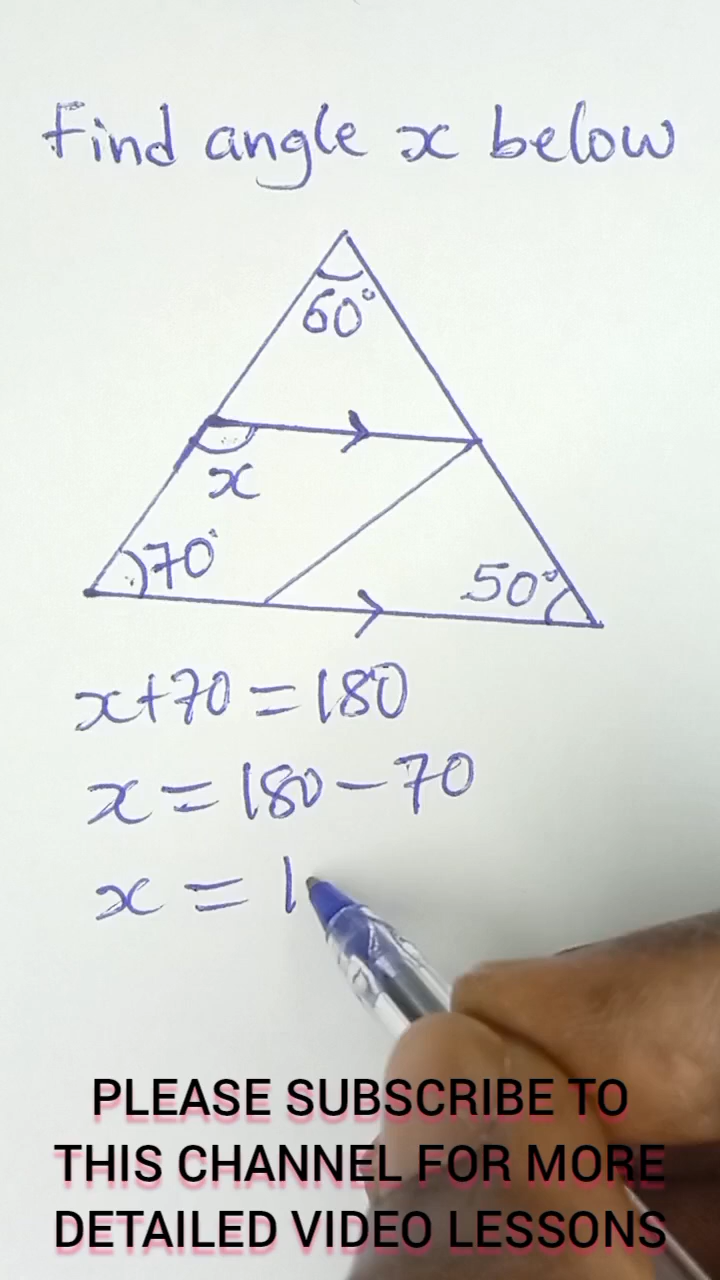 Find angle x below
60°
x
70°
50°
x+70=180
x=180-70
x=1
PLEASE SUBSCRIBE TO
THIS CHANNEL FOR MORE
DETAILED VIDEO LESSONS